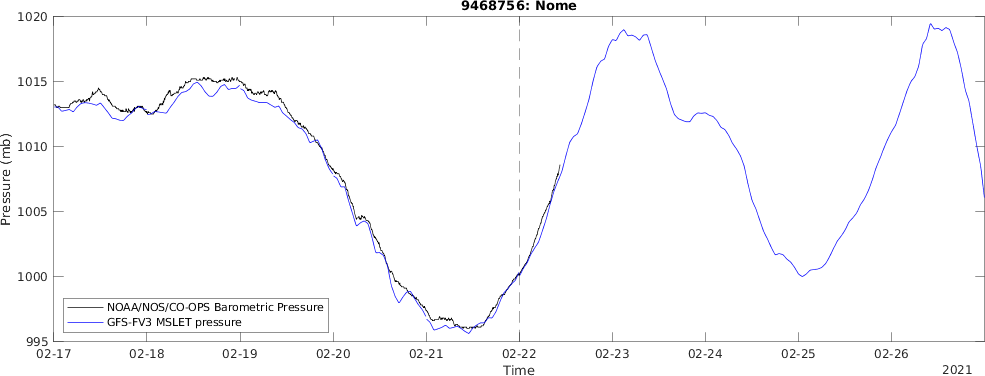 9468756: Nome
1020
1015
1010
1005
1000
995
Pressure (mb)
NOAA/NOS/CO-OPS Barometric Pressure
GFS-FV3 MSLET pressure
02-17 02-18 02-19 02-20 02-21 02-22 02-23 02-24 02-25 02-26
Time
2021